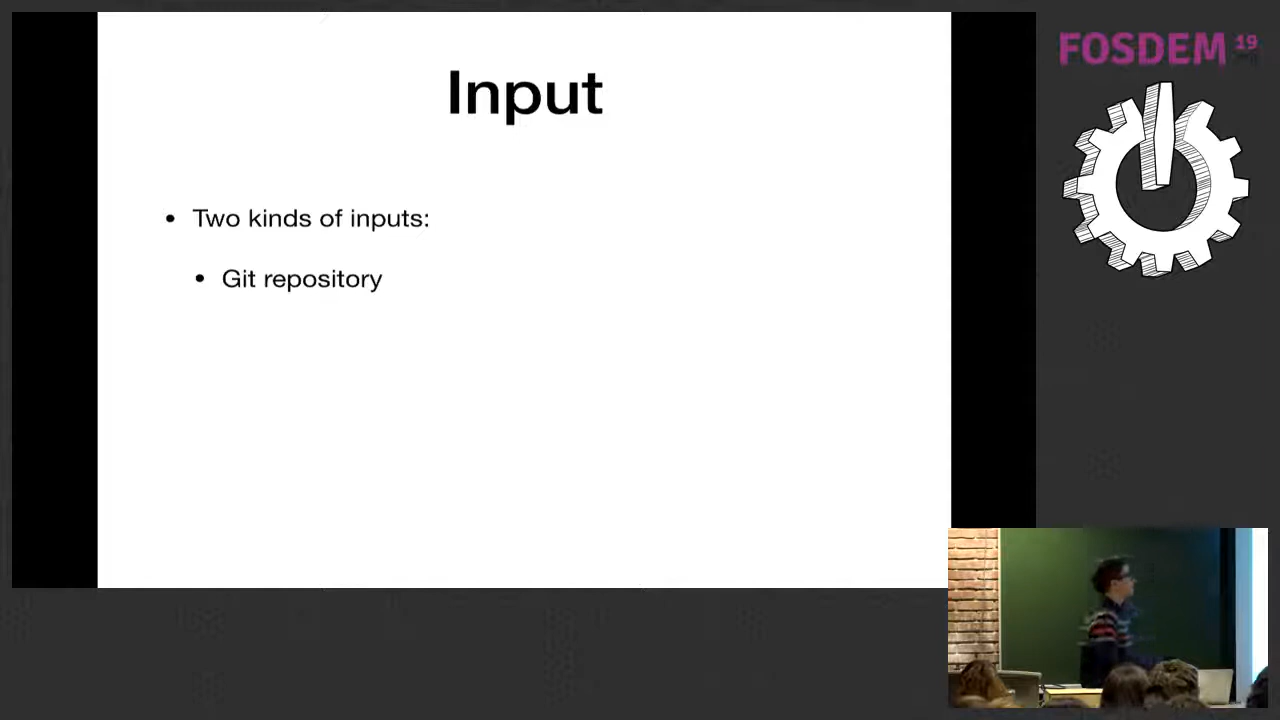 Input
• Two kinds of inputs:
• Git repository
FOSDEM 19